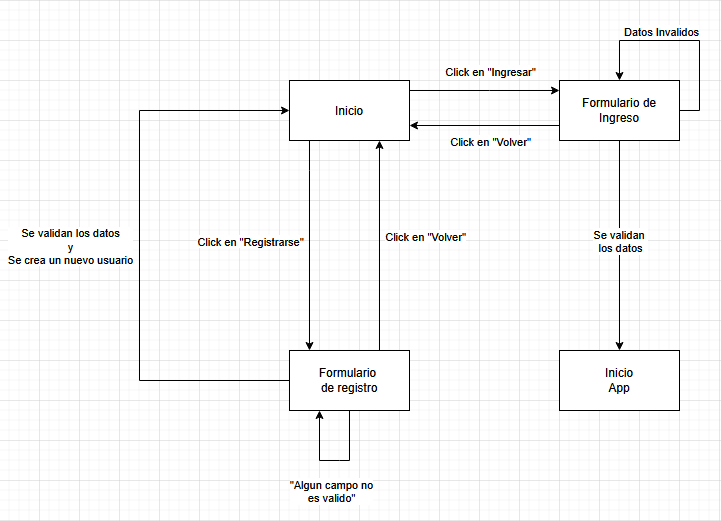 Datos Invalidos
Click en "Ingresar"
Inicio
Formulario de
Ingreso
Click en "Volver"
Se validan los datos
y
Se crea un nuevo usuario
Click en "Registrarse"
Click en "Volver"
Se validan
los datos
Formulario
de registro
Inicio
App
"Algun campo no
es valido"